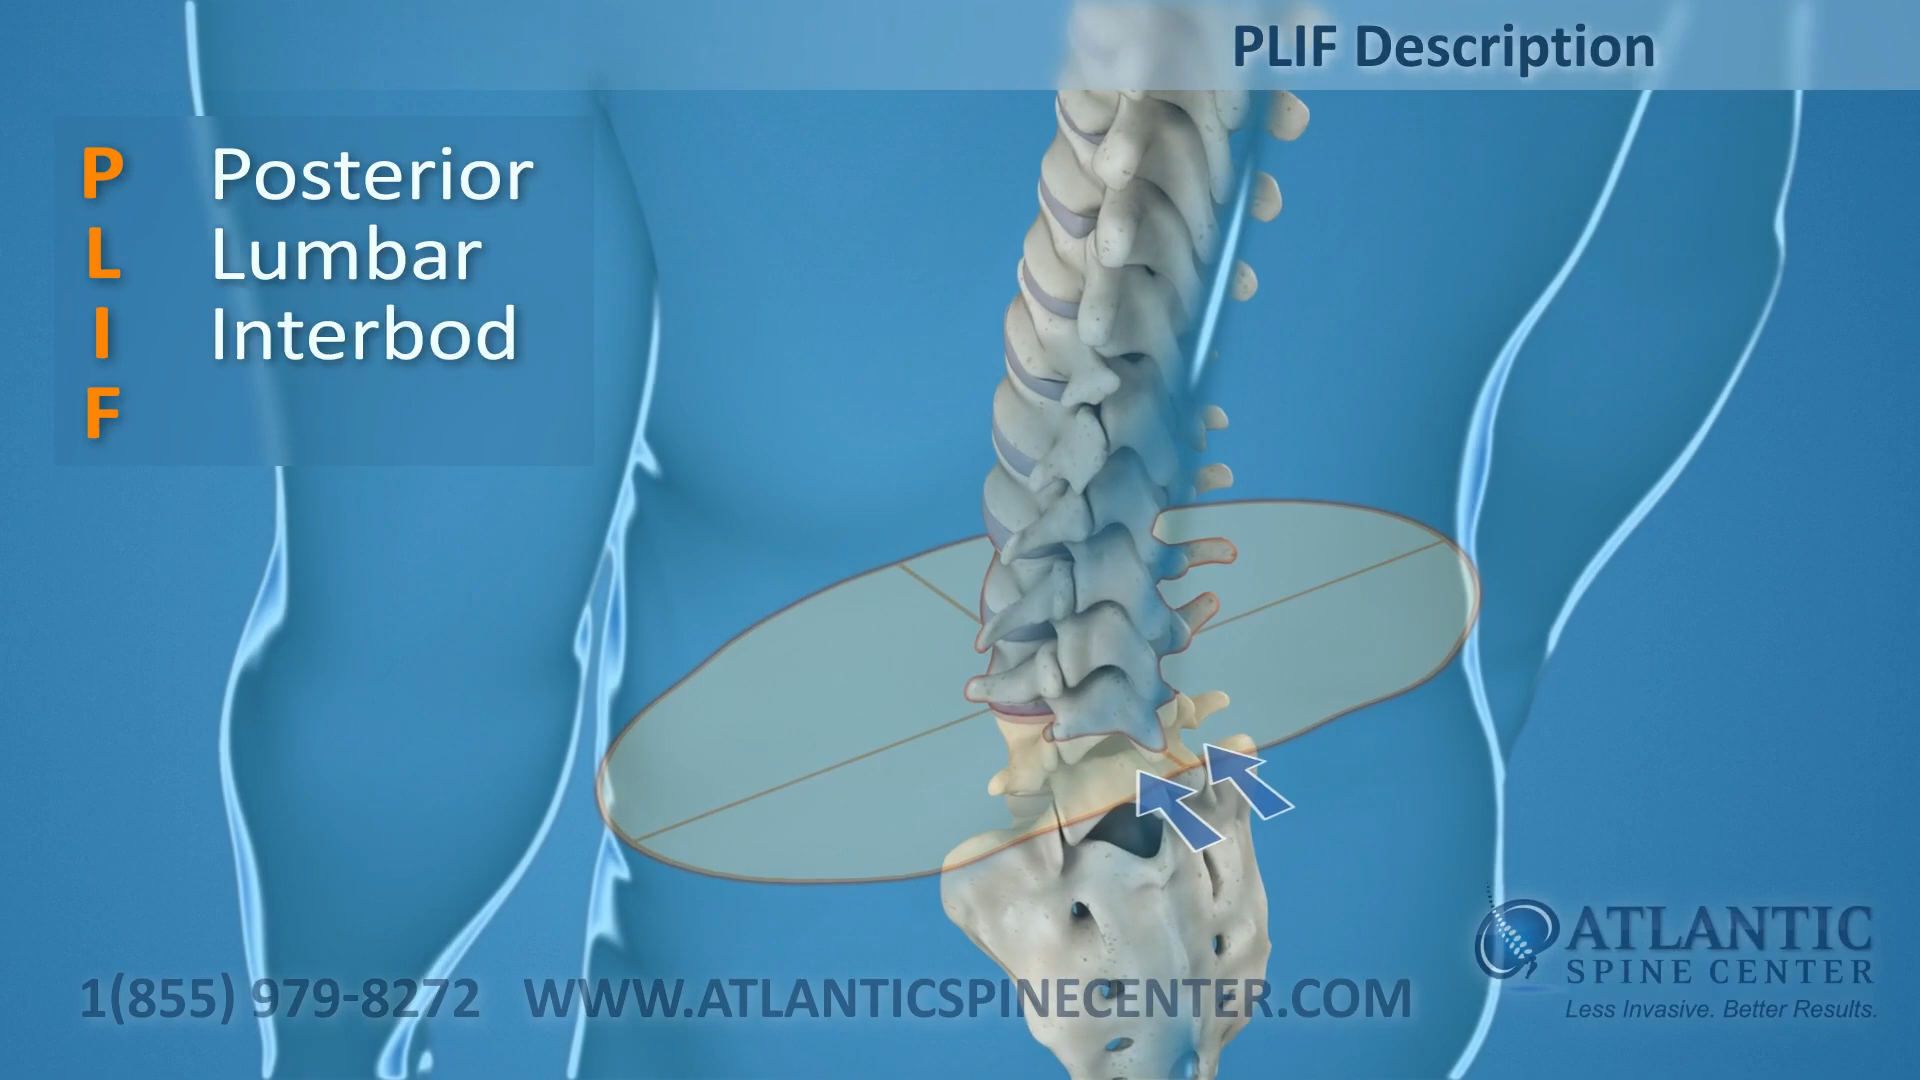 PLIF Description
P Posterior
L Lumbar
I Interbod
F
ATLANTIC
SPINE CENTER
Less Invasive. Better Results.
1(855) 979-8272 WWW.ATLANTICSPINECENTER.COM